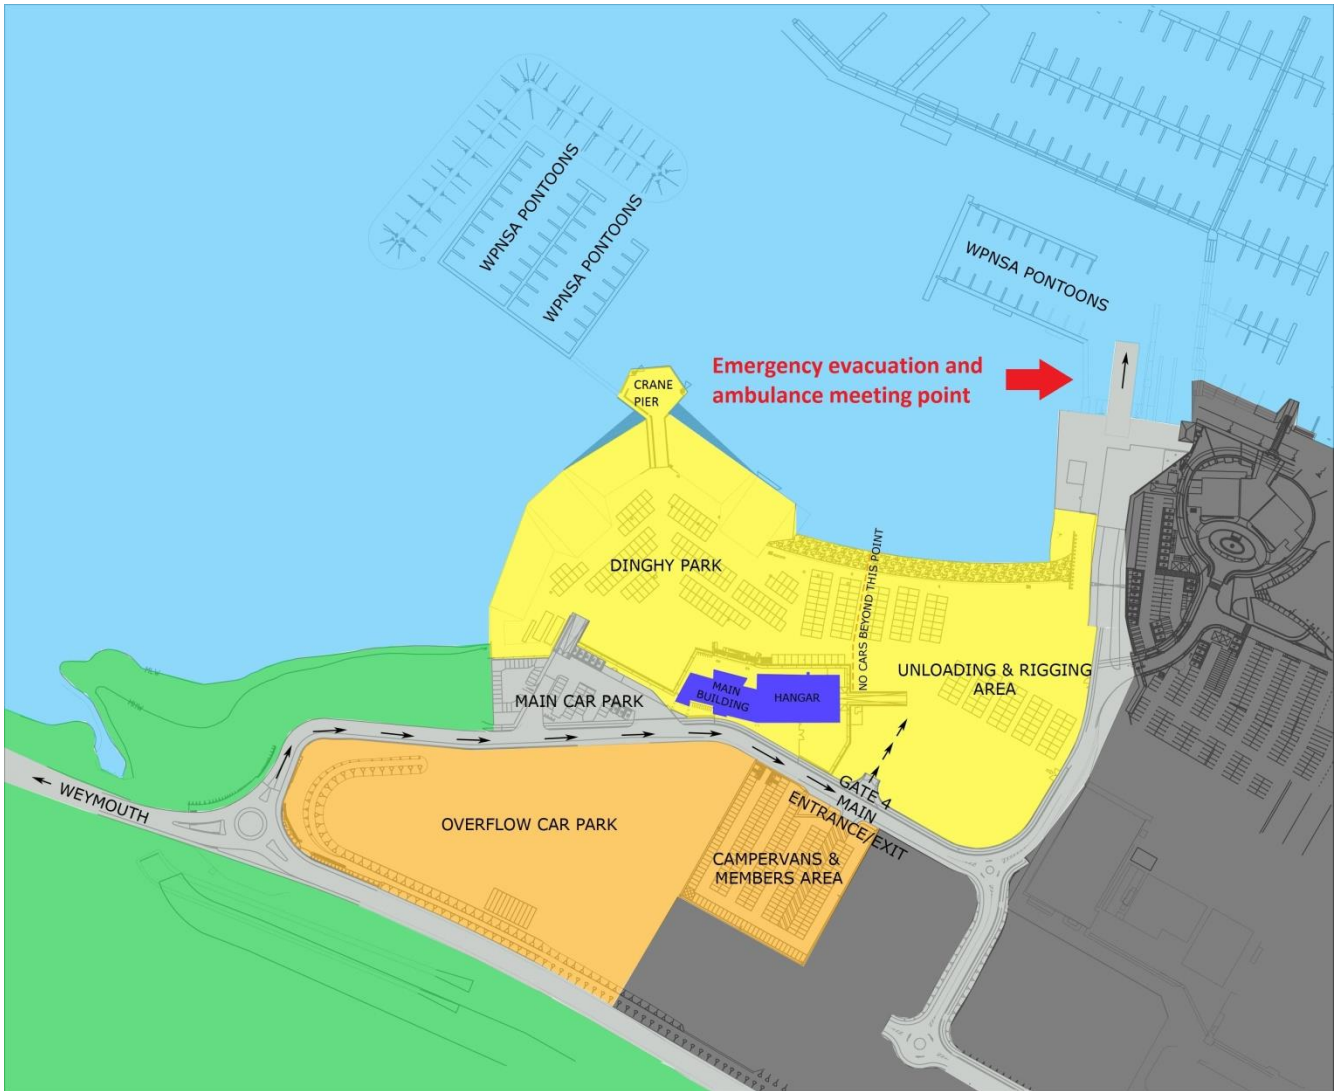 WPNSA PONTOONS
WPNSA PONTOONS
WPNSA PONTOONS
Emergency evacuation and
ambulance meeting point
CRANE
PIER
DINGHY PARK
NO CARS BEYOND THIS POINT
UNLOADING & RIGGING
AREA
MAIN
BUILDING
HANGAR
MAIN CAR PARK
WEYMOUTH
OVERFLOW CAR PARK
GATE 4
MAIN
ENTRANCE/EXIT
CAMPERVANS &
MEMBERS AREA